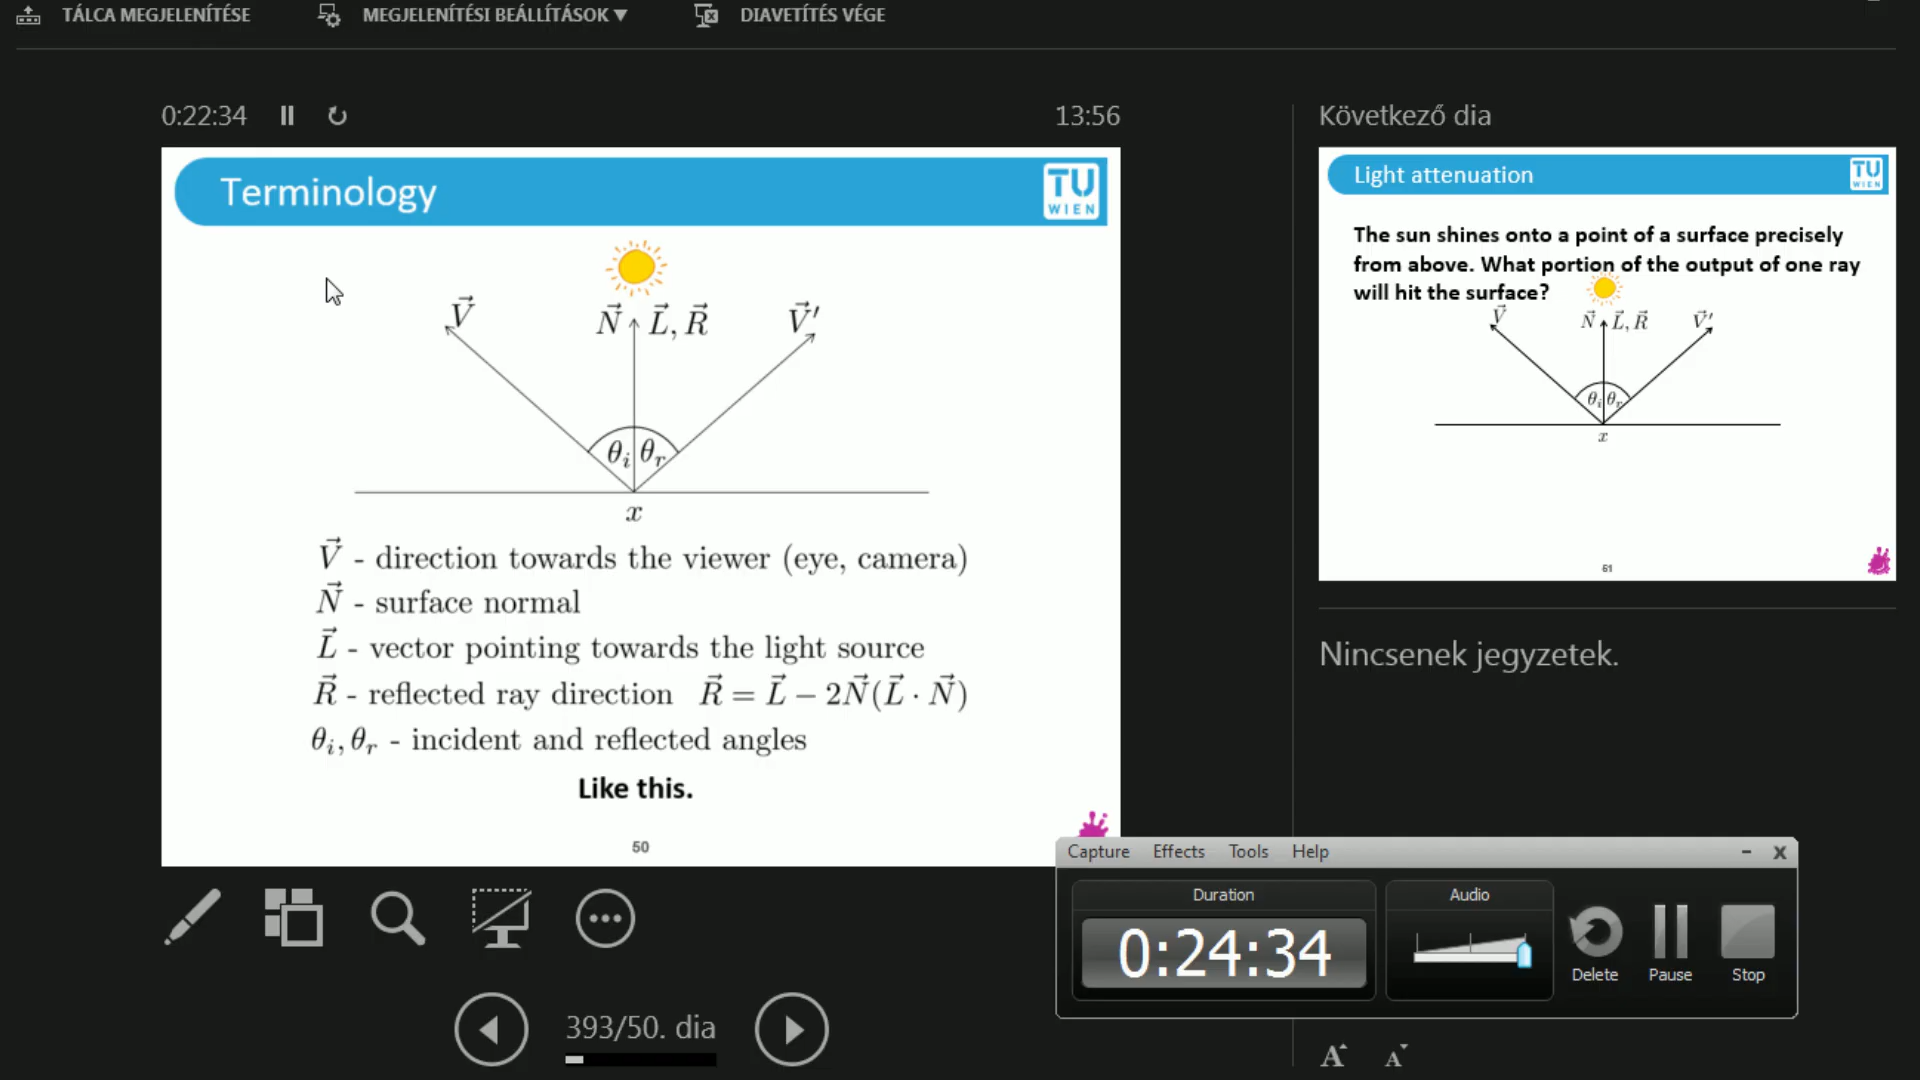 TÁLCA MEGJELENÍTÉSE
MEGJELENÍTÉSI BEÁLLÍTÁSOK ▼
DIAVETÍTÉS VÉGE
0:22:34
13:56
Következő dia
Terminology
TU
WIEN
V⃗
N⃗ L⃗, R⃗
V⃗′
θᵢ θᵣ
x
V⃗ - direction towards the viewer (eye, camera)
N⃗ - surface normal
L⃗ - vector pointing towards the light source
R⃗ - reflected ray direction R⃗ = L⃗ − 2N⃗(L⃗ · N⃗)
θᵢ, θᵣ - incident and reflected angles
Like this.
50
Light attenuation
TU
WIEN
The sun shines onto a point of a surface precisely
from above. What portion of the output of one ray
will hit the surface?
V⃗
N⃗ L⃗, R⃗
V⃗′
θᵢ θᵣ
x
51
Nincsenek jegyzetek.
Capture Effects Tools Help
Duration
Audio
0:24:34
Delete
Pause
Stop
393/50. dia
A A